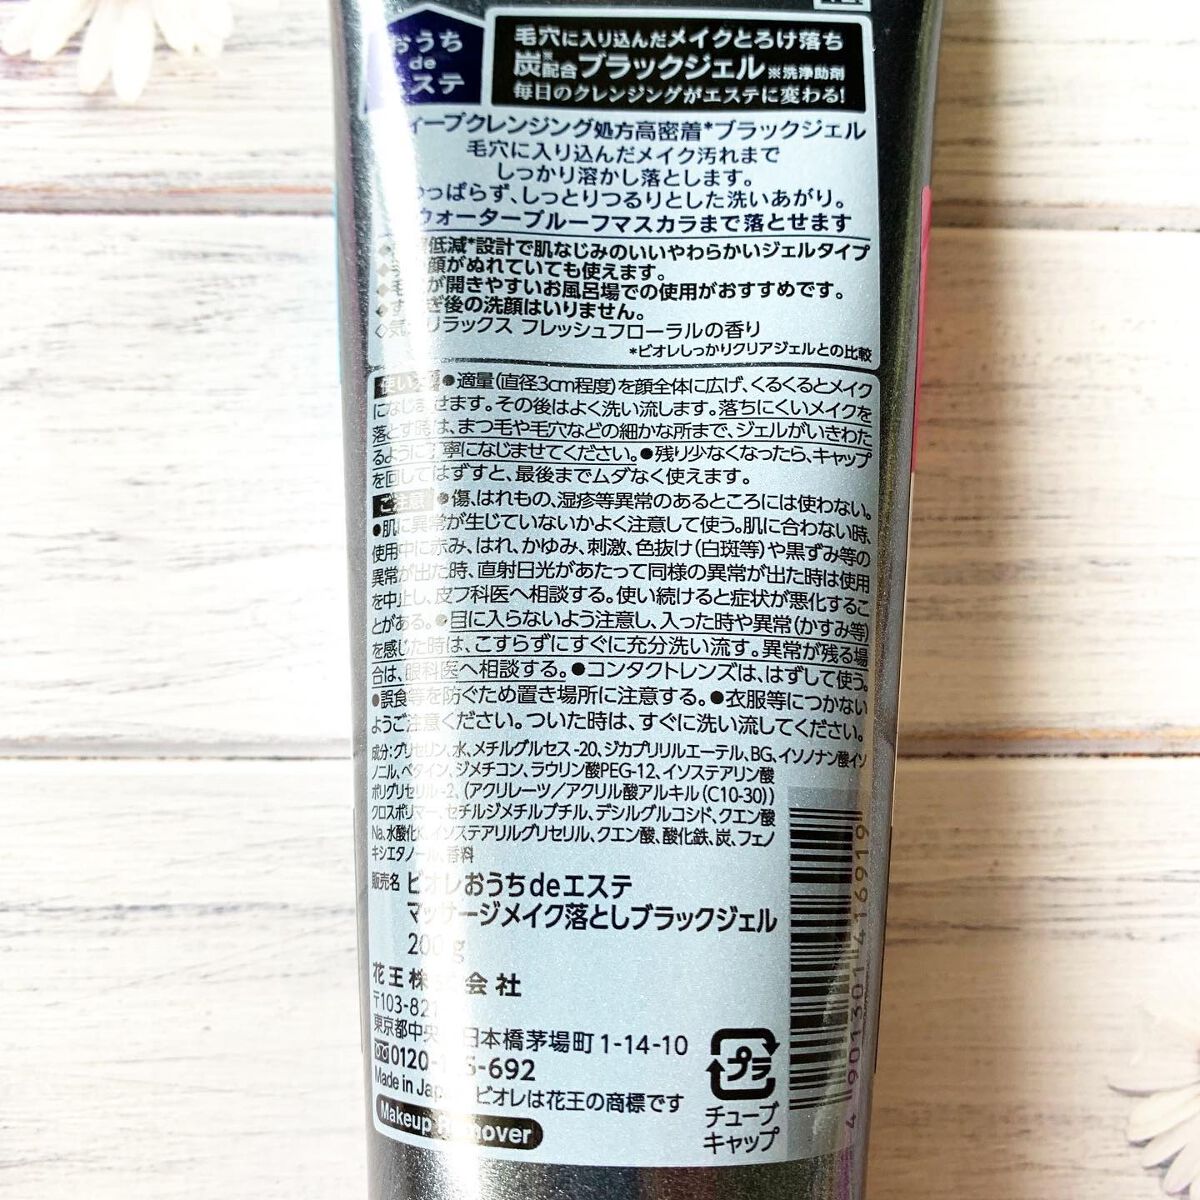 おうち
de
エステ
毛穴に入り込んだメイクとろけ落ち
炭※配合ブラックジェル ※洗浄助剤
毎日のクレンジングがエステに変わる!
ィープクレンジング処方高密着*ブラックジェル
毛穴に入り込んだメイク汚れまで
しっかり溶かし落とします。
つっぱらず、しっとりつるりとした洗いあがり。
ウォータープルーフマスカラまで落とせます
低減*設計で肌なじみのいいやわらかいジェルタイプ
顔がぬれていても使えます。
◆毛 が開きやすいお風呂場での使用がおすすめです。
◆すすぎ後の洗顔はいりません。
◇気分リラックス フレッシュフローラルの香り
*ビオレしっかりクリアジェルとの比較
使い方 ●適量(直径3cm程度)を顔全体に広げ、くるくるとメイク
になじませます。その後はよく洗い流します。落ちにくいメイクを
落とす時は、まつ毛や毛穴などの細かな所まで、ジェルがいきわた
るように丁寧になじませてください。●残り少なくなったら、キャップ
を回してはずすと、最後までムダなく使えます。
ご注意 ●傷、はれもの、湿疹等異常のあるところには使わない。
●肌に異常が生じていないかよく注意して使う。肌に合わない時、
使用中に赤み、はれ、かゆみ、刺激、色抜け(白斑等)や黒ずみ等の
異常が出た時、直射日光があたって同様の異常が出た時は使用
を中止し、皮フ科医へ相談する。使い続けると症状が悪化するこ
とがある。●目に入らないよう注意し、入った時や異常(かすみ等)
を感じた時は、こすらずにすぐに充分洗い流す。異常が残る場
合は、眼科医へ相談する。●コンタクトレンズは、はずして使う。
●誤食等を防ぐため置き場所に注意する。●衣服等につかない
ようご注意ください。ついた時は、すぐに洗い流してください。
成分:グリセリン、水、メチルグルセス-20、ジカプリリルエーテル、BG、イソノナン酸イソ
ノニル、ベタイン、ジメチコン、ラウリン酸PEG-12、イソステアリン酸
ポリグリセリル-2、(アクリレーツ/アクリル酸アルキル(C10-30))
クロスポリマー、セチルジメチルブチル、デシルグルコシド、クエン酸
Na、水酸化K、イソステアリルグリセリル、クエン酸、酸化鉄、炭、フェノ
キシエタノール、香料
販売名 ビオレおうちdeエステ
マッサージメイク落としブラックジェル
200g
花王株式会社
〒103-821
東京都中央 日本橋茅場町1-14-10
0120- 5-692
Made in Japan ビオレは花王の商標です
Makeup Remover
プラ
チューブ
キャップ
4 901301 416919